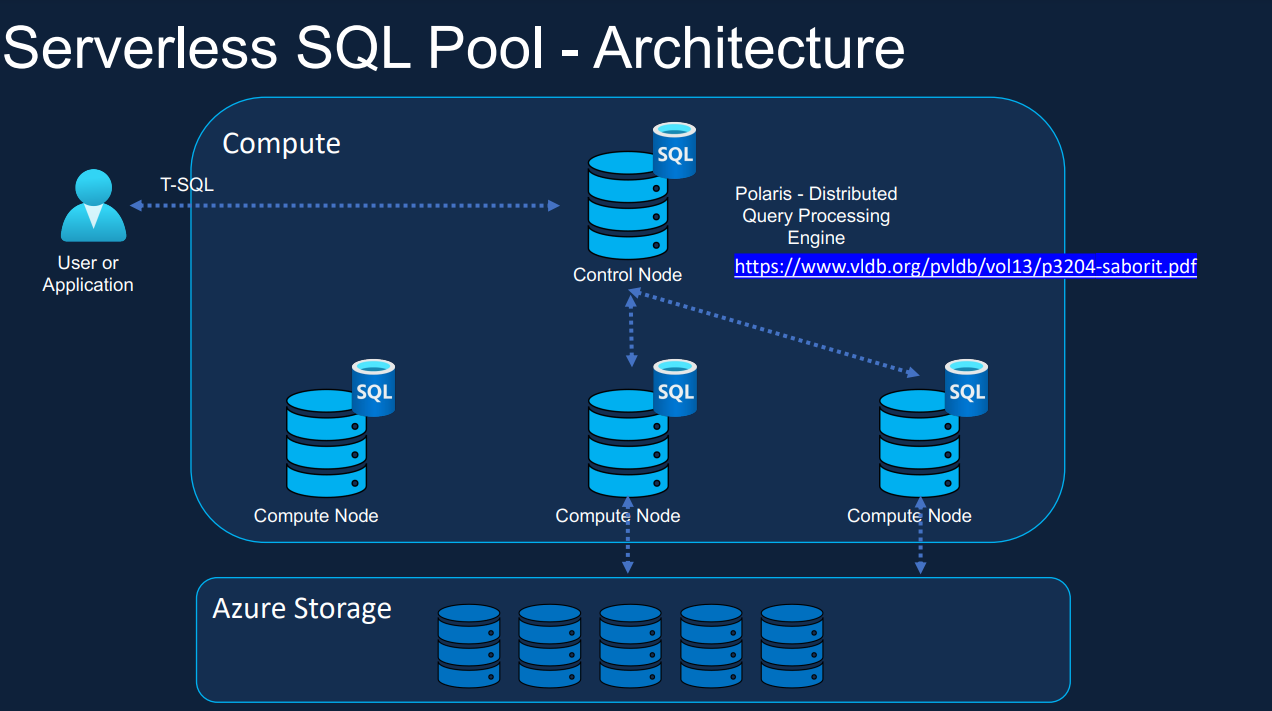 Serverless SQL Pool - Architecture
Compute
SQL
T-SQL
Polaris - Distributed
Query Processing
Engine
https://www.vldb.org/pvldb/vol13/p3204-saborit.pdf
User or
Application
Control Node
SQL
SQL
SQL
Compute Node
Compute Node
Compute Node
Azure Storage